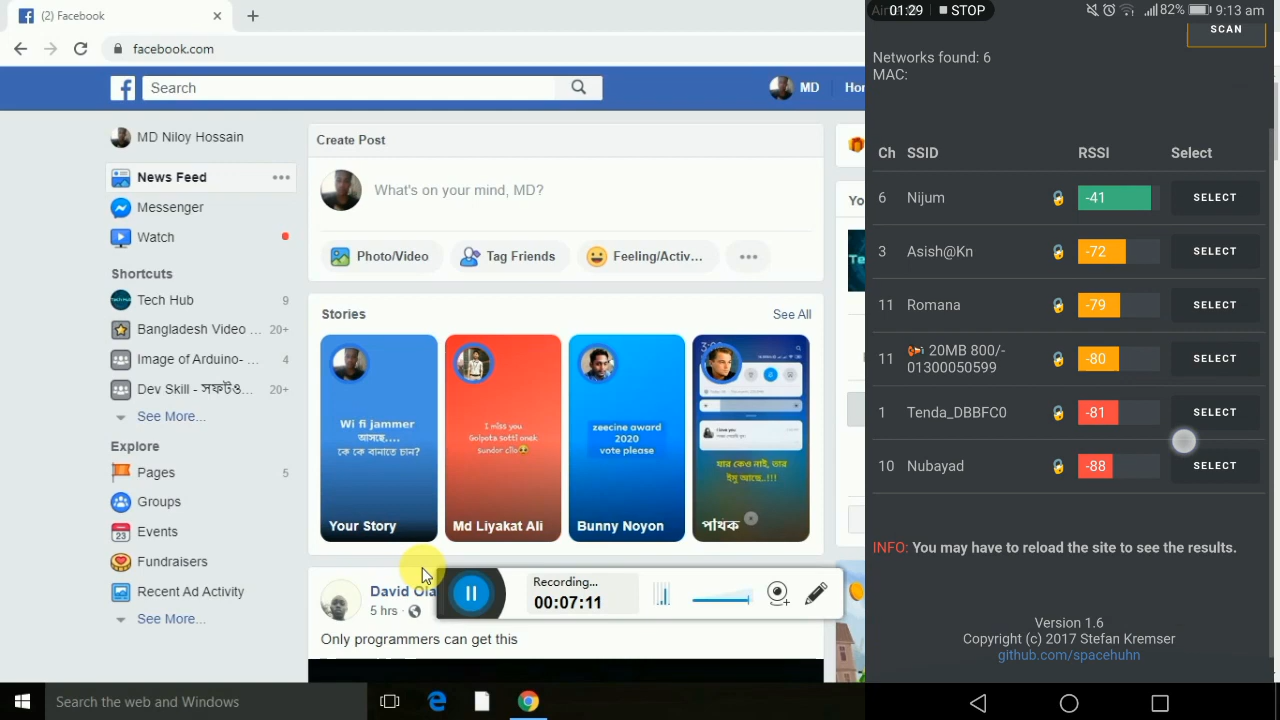 (2) Facebook
facebook.com
Search
MD
Hor
MD Niloy Hossain
News Feed
Messenger
Watch
Shortcuts
Tech Hub 9
Bangladesh Video ... 20+
Image of Arduino- ... 4
Dev Skill - সফটও... 20+
See More...
Explore
Pages 5
Groups
Events
Fundraisers
Recent Ad Activity
See More...
Create Post
What's on your mind, MD?
Photo/Video
Tag Friends
Feeling/Activ...
Stories
See All
Wi fi jammer
আসছে....
কে কে বানাতে চান?
Your Story
I miss you
Golpota sotti onek
sundor cilo
Md Liyakat Ali
zeecine award
2020
vote please
Bunny Noyon
যার কেও নাই, তার
ইমু আছে..!!!
পাথক
David Ola
5 hrs
Only programmers can get this
Recording...
00:07:11
Search the web and Windows
01:29 STOP
82% 9:13 am
SCAN
Networks found: 6
MAC:
Ch SSID RSSI Select
6 Nijum -41 SELECT
3 Asish@Kn -72 SELECT
11 Romana -79 SELECT
11 20MB 800/-
01300050599 -80 SELECT
1 Tenda_DBBFC0 -81 SELECT
10 Nubayad -88 SELECT
INFO: You may have to reload the site to see the results.
Version 1.6
Copyright (c) 2017 Stefan Kremser
github.com/spacehuhn